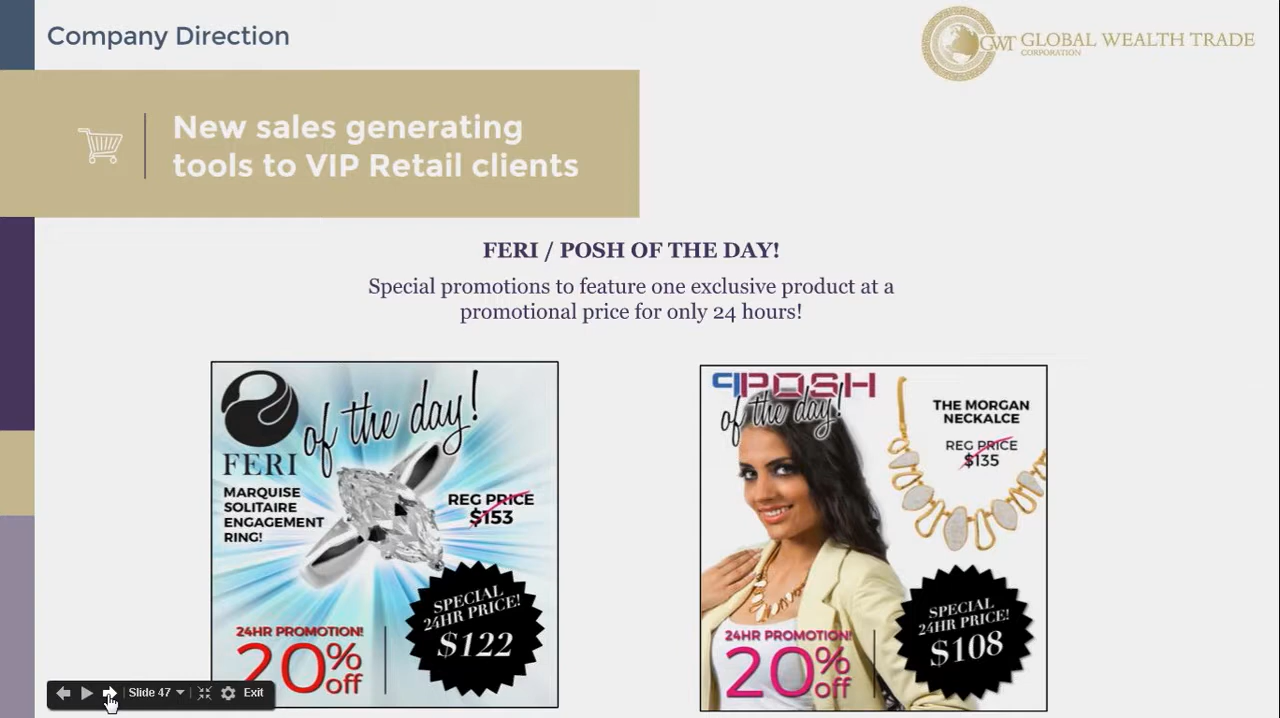 Company Direction
GWT GLOBAL WEALTH TRADE
CORPORATION
New sales generating
tools to VIP Retail clients
FERI / POSH OF THE DAY!
Special promotions to feature one exclusive product at a
promotional price for only 24 hours!
FERI
of the day!
MARQUISE
SOLITAIRE
ENGAGEMENT
RING!
REG PRICE
$153
SPECIAL
24HR PRICE!
$122
24HR PROMOTION!
20% off
POSH
of the day!
THE MORGAN
NECKALCE
REG PRICE
$135
SPECIAL
24HR PRICE!
$108
24HR PROMOTION!
20% off
Slide 47
Exit